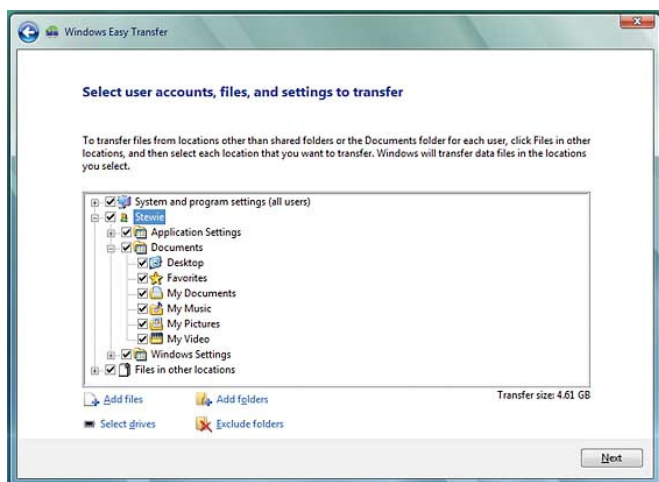 Windows Easy Transfer
Select user accounts, files, and settings to transfer
To transfer files from locations other than shared folders or the Documents folder for each user, click Files in other
locations, and then select each location that you want to transfer. Windows will transfer data files in the locations
you select.
System and program settings (all users)
Stewie
Application Settings
Documents
Desktop
Favorites
My Documents
My Music
My Pictures
My Video
Windows Settings
Files in other locations
Add files
Add folders
Transfer size: 4.61 GB
Select drives
Exclude folders
Next